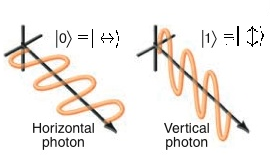 |0⟩ =| ↔⟩
|1⟩ =| ↕⟩
Horizontal
photon
Vertical
photon